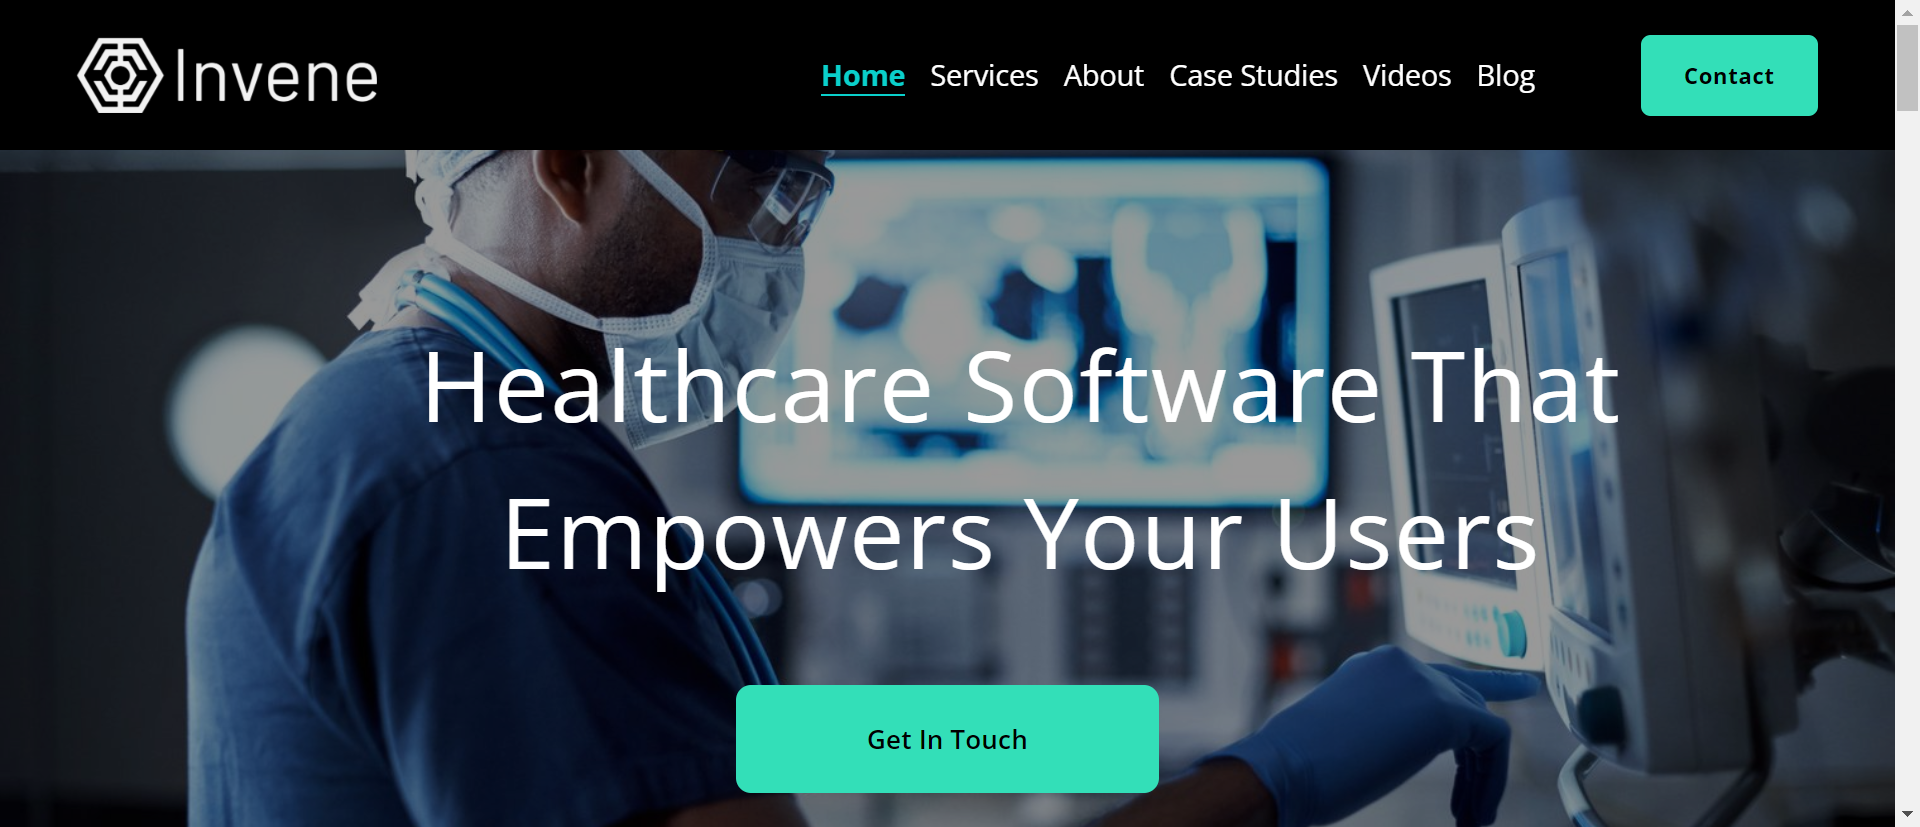 Invene
Home Services About Case Studies Videos Blog
Contact
Healthcare Software That
Empowers Your Users
Get In Touch